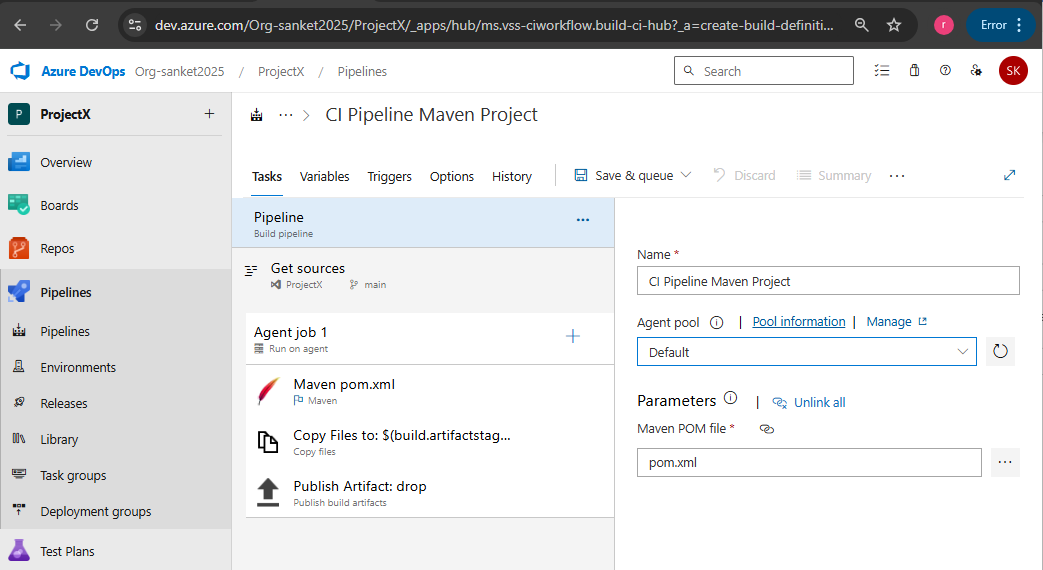 dev.azure.com/Org-sanket2025/ProjectX/_apps/hub/ms.vss-ciworkflow.build-ci-hub?_a=create-build-definiti...
r
Error
Azure DevOps Org-sanket2025 / ProjectX / Pipelines
Search
SK
P ProjectX +
Overview
Boards
Repos
Pipelines
Pipelines
Environments
Releases
Library
Task groups
Deployment groups
Test Plans
... > CI Pipeline Maven Project
Tasks Variables Triggers Options History Save & queue Discard Summary ...
Pipeline ...
Build pipeline
Get sources
ProjectX main
Agent job 1 +
Run on agent
Maven pom.xml
Maven
Copy Files to: $(build.artifactstag...
Copy files
Publish Artifact: drop
Publish build artifacts
Name *
CI Pipeline Maven Project
Agent pool | Pool information | Manage
Default
Parameters | Unlink all
Maven POM file *
pom.xml ...